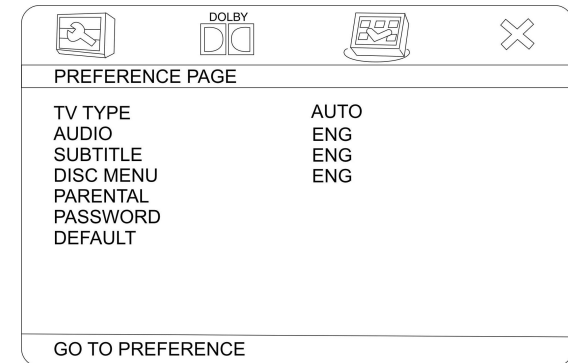 DOLBY
PREFERENCE PAGE
TV TYPE AUTO
AUDIO ENG
SUBTITLE ENG
DISC MENU ENG
PARENTAL
PASSWORD
DEFAULT
GO TO PREFERENCE